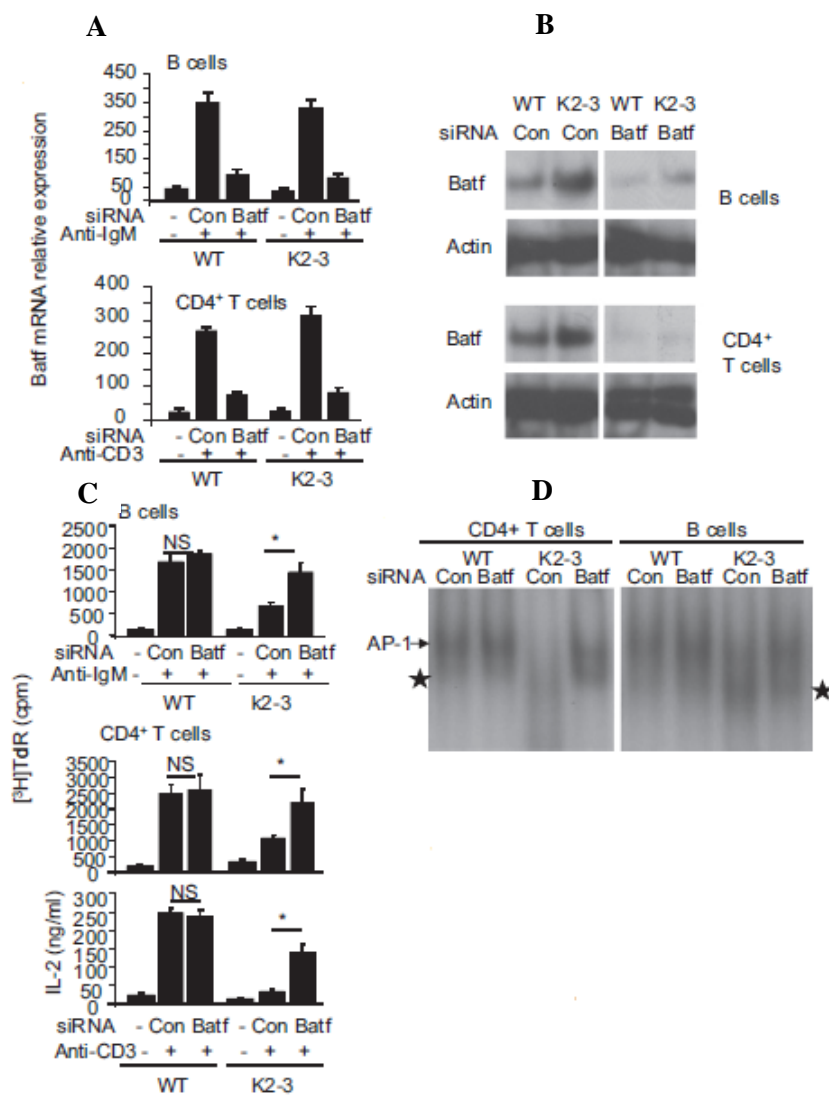 A
B cells
Batf mRNA relative expression
450
350
250
150
50
0
siRNA - Con Batf - Con Batf
Anti-IgM - + + - + +
WT K2-3
CD4+ T cells
400
300
200
100
0
siRNA - Con Batf - Con Batf
Anti-CD3 - + + - + +
WT K2-3
B
WT K2-3 WT K2-3
siRNA Con Con Batf Batf
Batf
B cells
Actin
Batf
CD4+
T cells
Actin
C
B cells
[³H]TdR (cpm)
2500
2000
1500
1000
500
0
NS *
siRNA - Con Batf - Con Batf
Anti-IgM - + + - + +
WT k2-3
CD4+ T cells
3500
3000
2500
2000
1500
1000
500
0
NS *
IL-2 (ng/ml)
250
200
150
100
50
0
NS *
siRNA - Con Batf - Con Batf
Anti-CD3 - + + - + +
WT K2-3
D
CD4+ T cells B cells
WT K2-3 WT K2-3
siRNA Con Batf Con Batf Con Batf Con Batf
AP-1